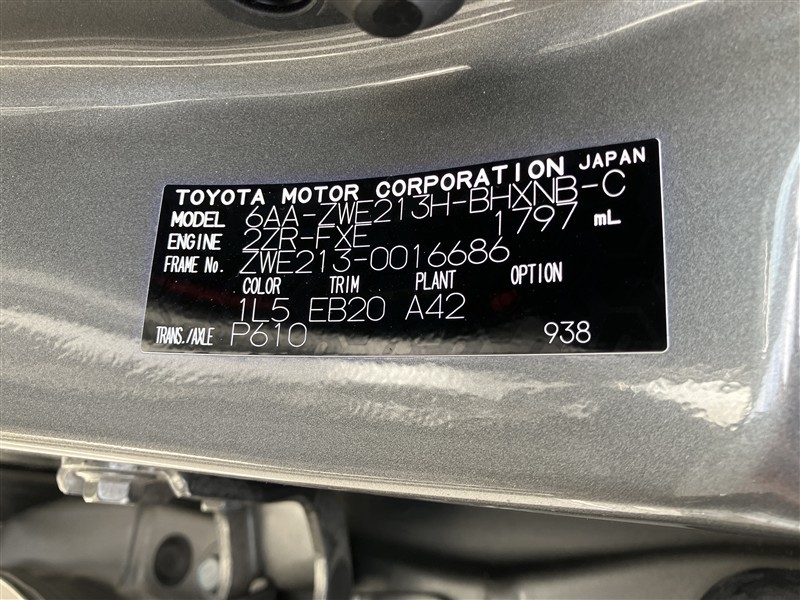 TOYOTA MOTOR CORPORATION JAPAN
MODEL 6AA-ZWE213H-BHXNB-C
ENGINE 2ZR-FXE 1797 mL
FRAME No. ZWE213-0016686
COLOR TRIM PLANT OPTION
1L5 EB20 A42
TRANS./AXLE P610 938